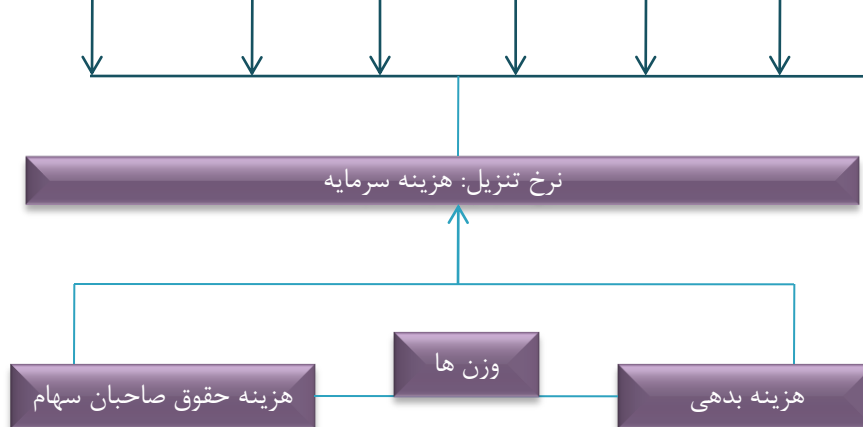 نرخ تنزیل: هزینه سرمایه
وزن ها
هزینه بدهی
هزینه حقوق صاحبان سهام